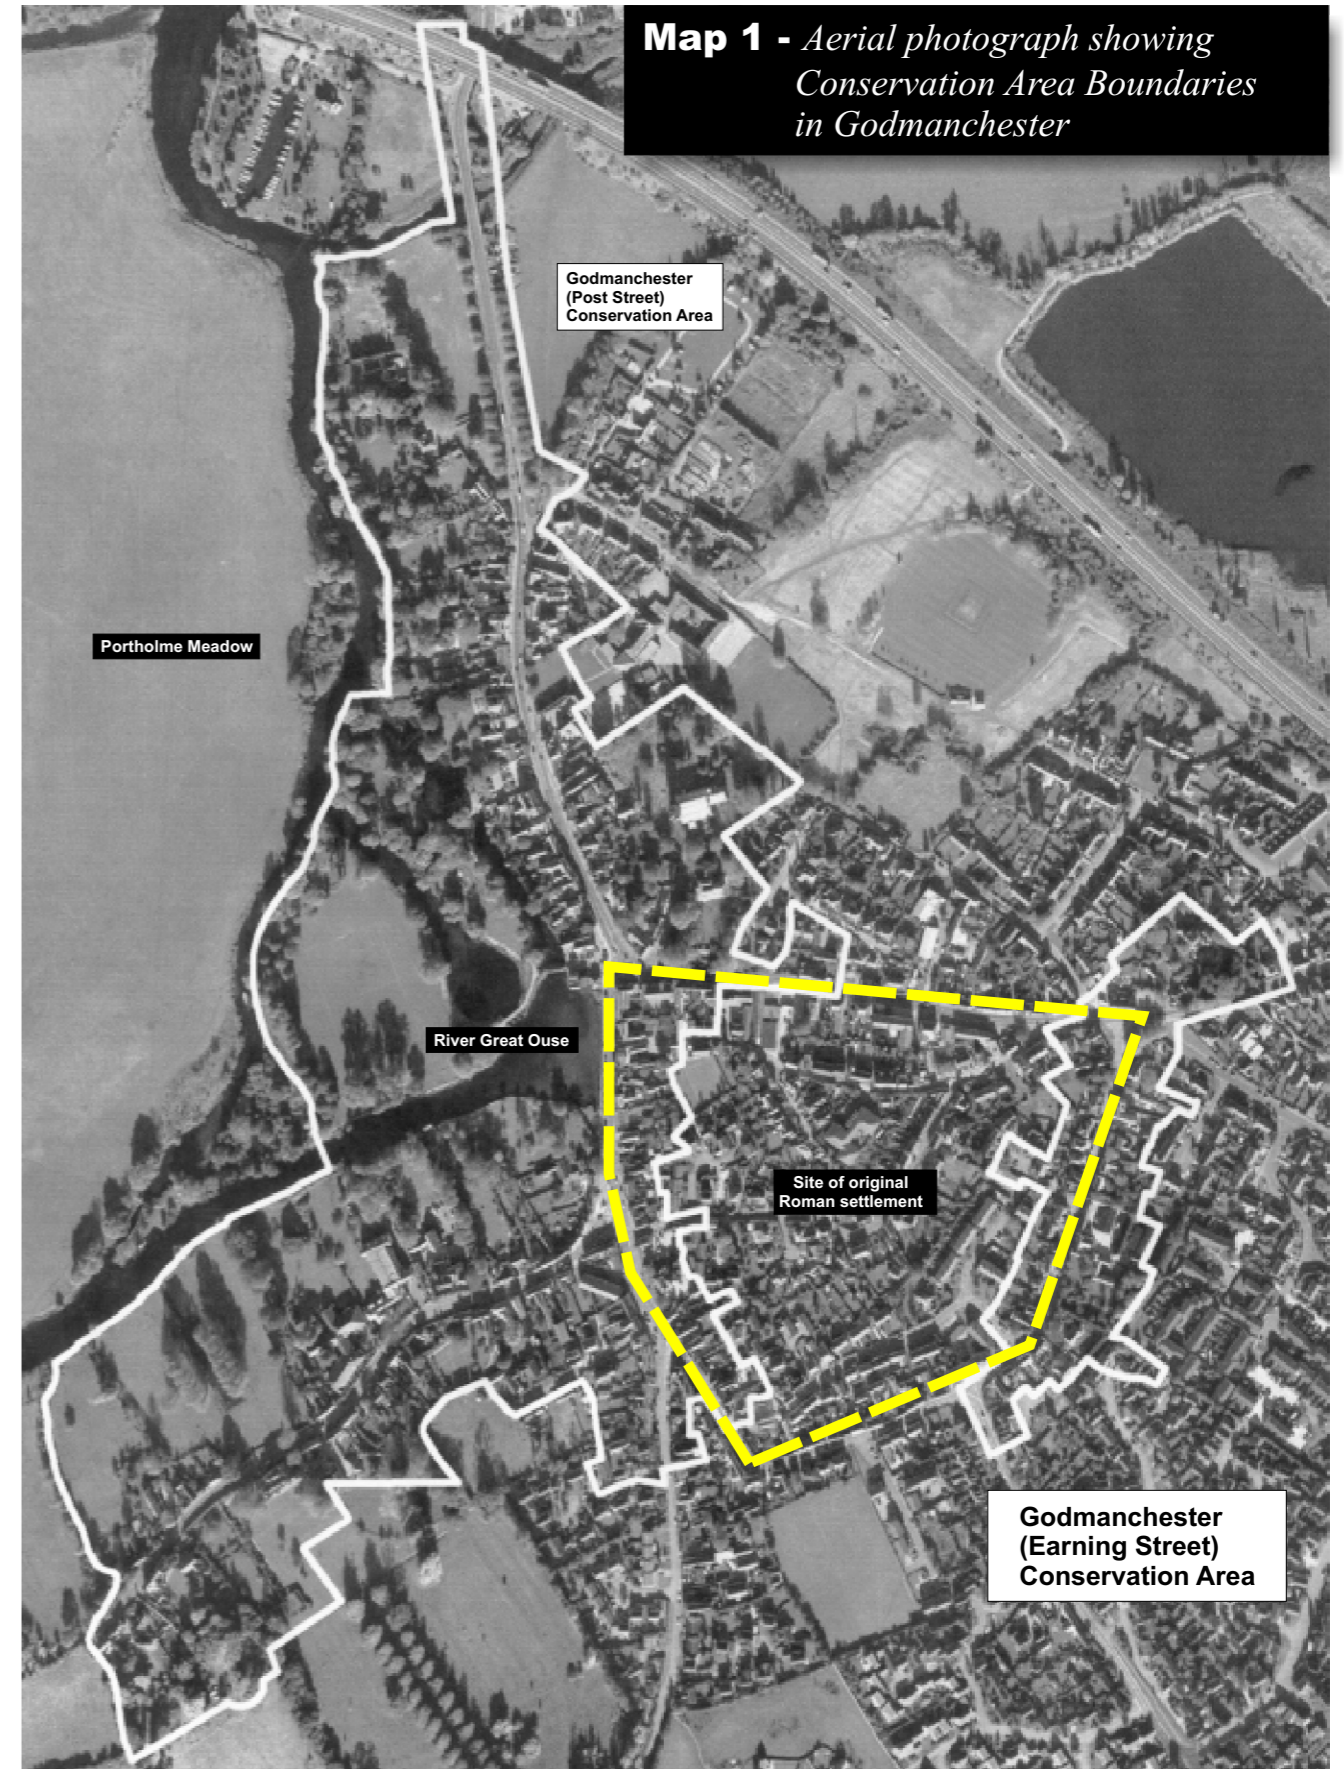 Map 1 - Aerial photograph showing
Conservation Area Boundaries
in Godmanchester
Godmanchester
(Post Street)
Conservation Area
Portholme Meadow
River Great Ouse
Site of original
Roman settlement
Godmanchester
(Earning Street)
Conservation Area